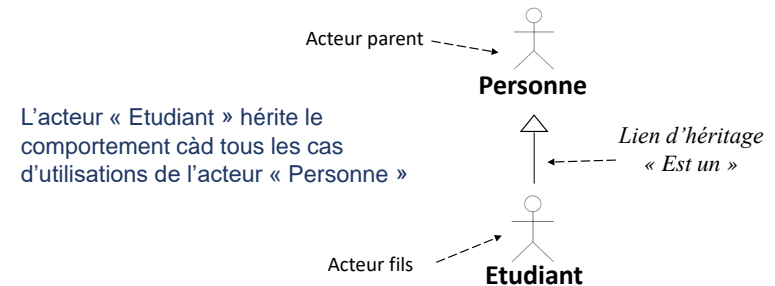 Acteur parent
Personne
L'acteur « Etudiant » hérite le
comportement càd tous les cas
d'utilisations de l'acteur « Personne »
Lien d'héritage
« Est un »
Acteur fils
Etudiant